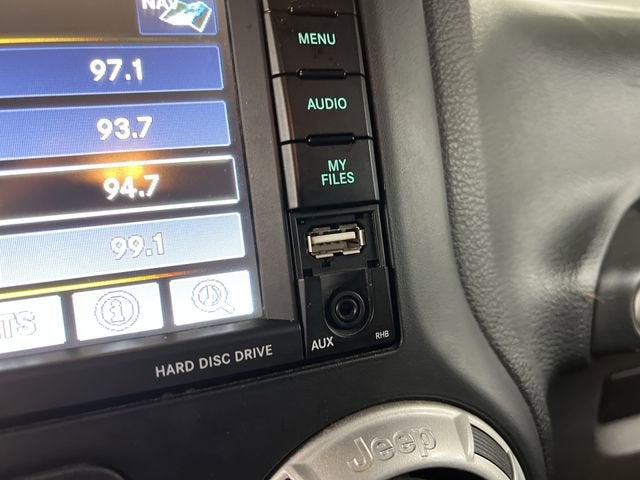 NAV
MENU
97.1
AUDIO
93.7
MY
FILES
94.7
99.1
HARD DISC DRIVE
AUX
RHB
Jeep